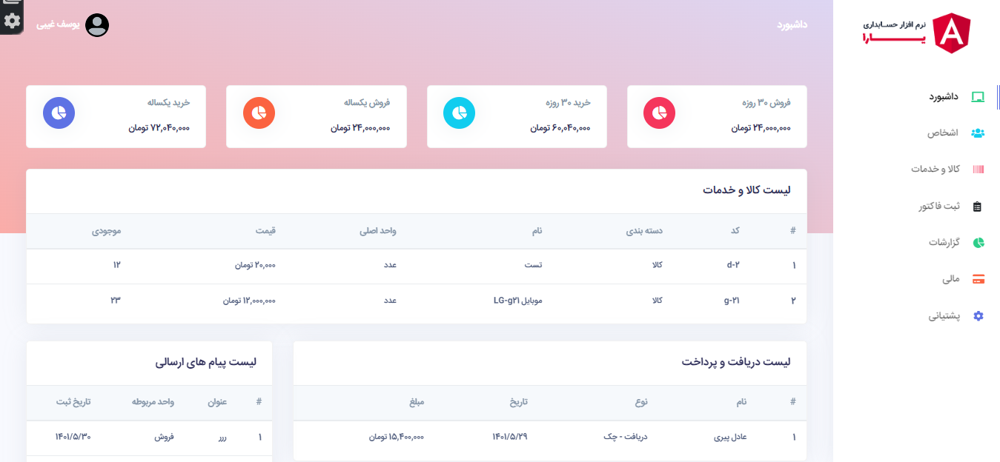 نرم افزار حسـابداری
یـــــــارا
داشبورد
اشخاص
کالا و خدمات
ثبت فاکتور
گزارشات
مالی
پشتیبانی
داشبورد
یوسف غیبی
فروش ۳۰ روزه
۲۴,۰۰۰,۰۰۰ تومان
خرید ۳۰ روزه
۶۰,۰۴۰,۰۰۰ تومان
فروش یکساله
۲۴,۰۰۰,۰۰۰ تومان
خرید یکساله
۷۲,۰۴۰,۰۰۰ تومان
لیست کالا و خدمات
# کد دسته بندی نام واحد اصلی قیمت موجودی
۱ d-۲ کالا تست عدد ۲۰,۰۰۰ تومان ۱۲
۲ g-۲۱ کالا موبایل LG-g۲۱ عدد ۱۲,۰۰۰,۰۰۰ تومان ۲۳
لیست دریافت و پرداخت
# نام نوع تاریخ مبلغ
۱ عادل پیری دریافت - چک ۱۴۰۱/۵/۲۹ ۱۵,۴۰۰,۰۰۰ تومان
لیست پیام های ارسالی
# عنوان واحد مربوطه تاریخ ثبت
۱ ررر فروش ۱۴۰۱/۵/۳۰